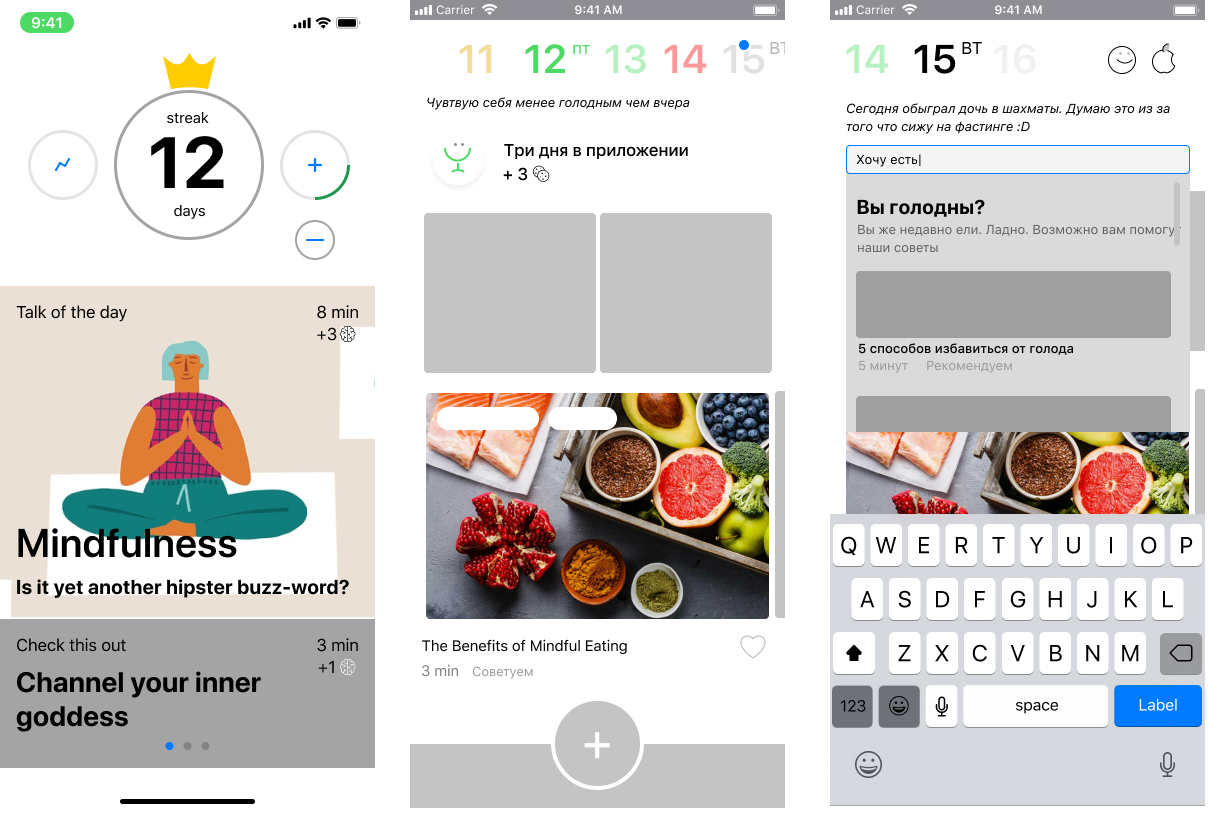 9:41
streak
12
days
Talk of the day
8 min
+3
Mindfulness
Is it yet another hipster buzz-word?
Check this out
3 min
+1
Channel your inner
goddess
Carrier
9:41 AM
11 12 ПТ 13 14 15 ВТ
Чувтвую себя менее голодным чем вчера
Три дня в приложении
+ 3
The Benefits of Mindful Eating
3 min Советуем
+
Carrier
9:41 AM
14 15 ВТ 16
Сегодня обыграл дочь в шахматы. Думаю это из за
того что сижу на фастинге :D
Хочу есть|
Вы голодны?
Вы же недавно ели. Ладно. Возможно вам помогу
наши советы
5 способов избавиться от голода
5 минут Рекомендуем
Q W E R T Y U I O P
A S D F G H J K L
Z X C V B N M
123 space Label